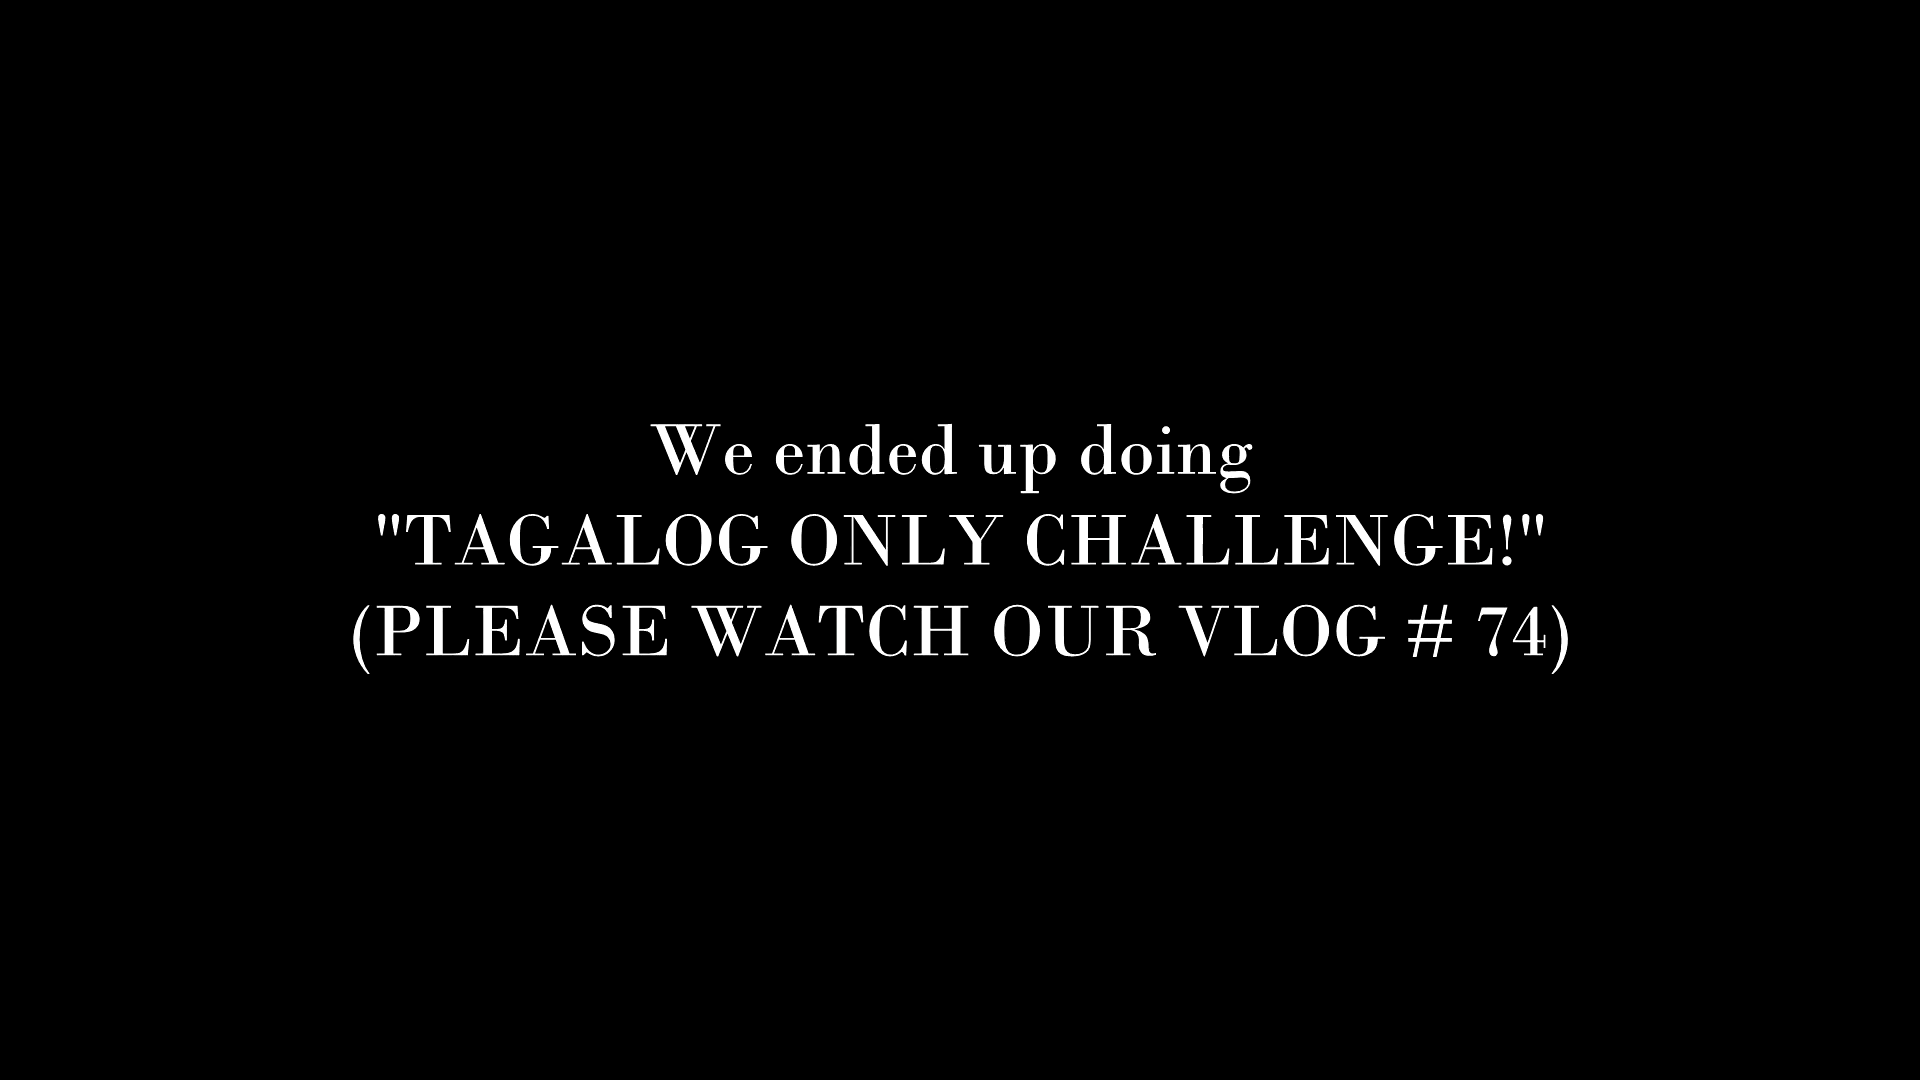 We ended up doing
"TAGALOG ONLY CHALLENGE!"
(PLEASE WATCH OUR VLOG # 74)